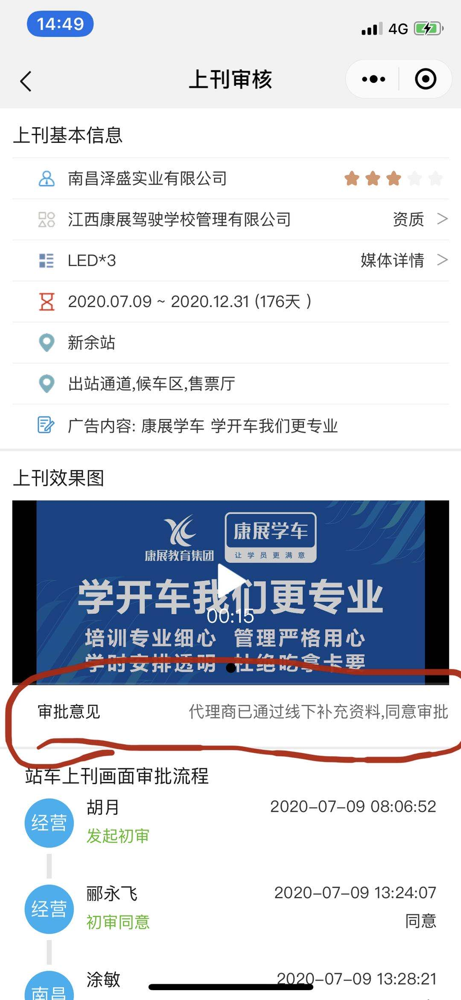 14:49
4G
上刊审核
上刊基本信息
南昌泽盛实业有限公司
江西康展驾驶学校管理有限公司 资质 >
LED*3 媒体详情 >
2020.07.09 ~ 2020.12.31 (176天 )
新余站
出站通道,候车区,售票厅
广告内容: 康展学车 学开车我们更专业
上刊效果图
康展教育集团
康展学车
让学员更满意
学开车我们更专业
00:15
培训专业细心 管理严格用心
学时安排透明 杜绝吃拿卡要
审批意见 代理商已通过线下补充资料,同意审批
站车上刊画面审批流程
经营 胡月 2020-07-09 08:06:52
发起初审
经营 郦永飞 2020-07-09 13:24:07
初审同意 同意
南昌 涂敏 2020-07-09 13:28:21